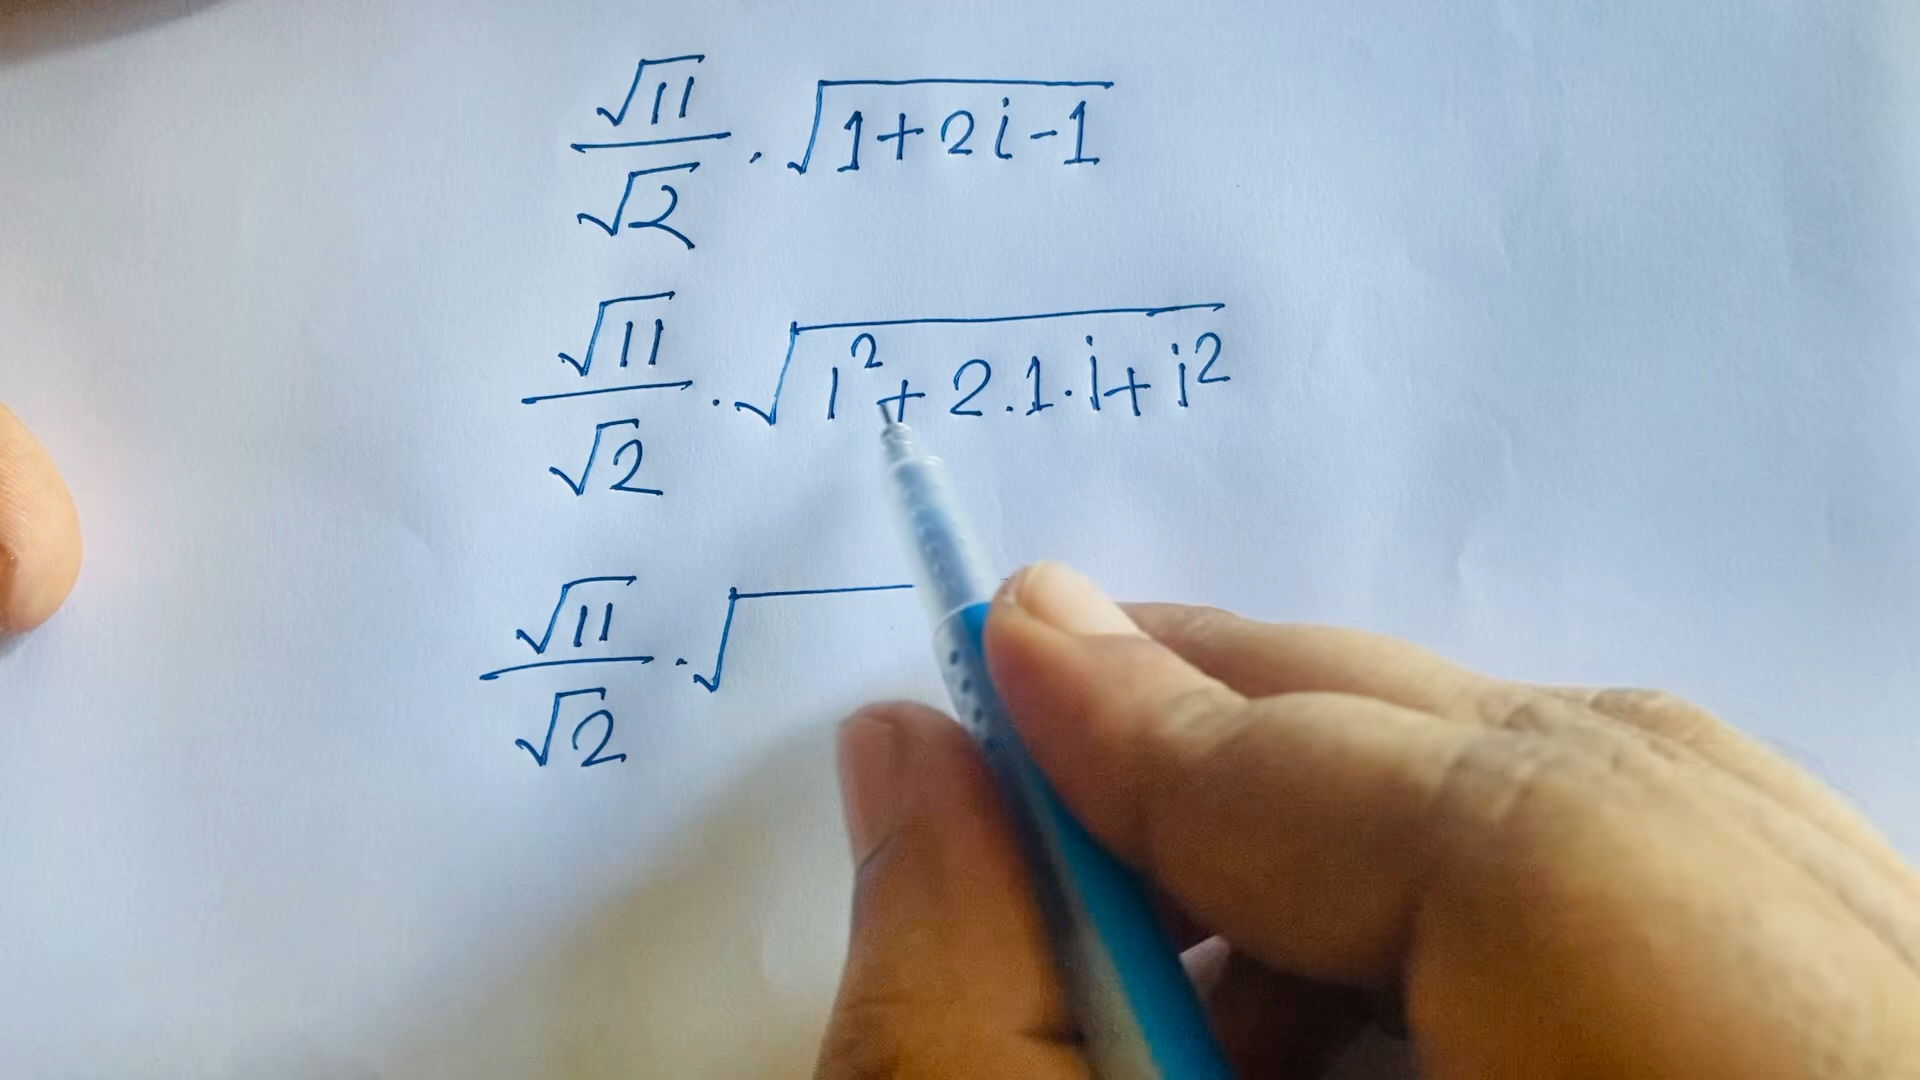 √11/√2 . √1+2i-1
√11/√2 . √1²+2.1.i+i²
√11/√2 . √